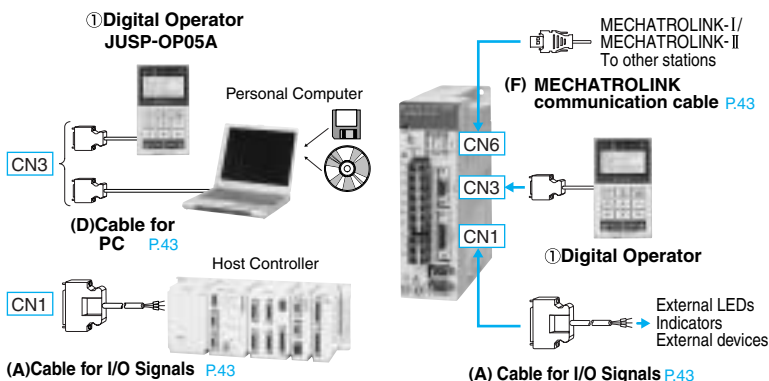 ①Digital Operator
JUSP-OP05A
Personal Computer
CN3
(D)Cable for
PC P.43
Host Controller
CN1
(A)Cable for I/O Signals P.43
MECHATROLINK-Ⅰ/
MECHATROLINK-Ⅱ
To other stations
(F) MECHATROLINK
communication cable P.43
CN6
CN3
CN1
①Digital Operator
External LEDs
Indicators
External devices
(A) Cable for I/O Signals P.43